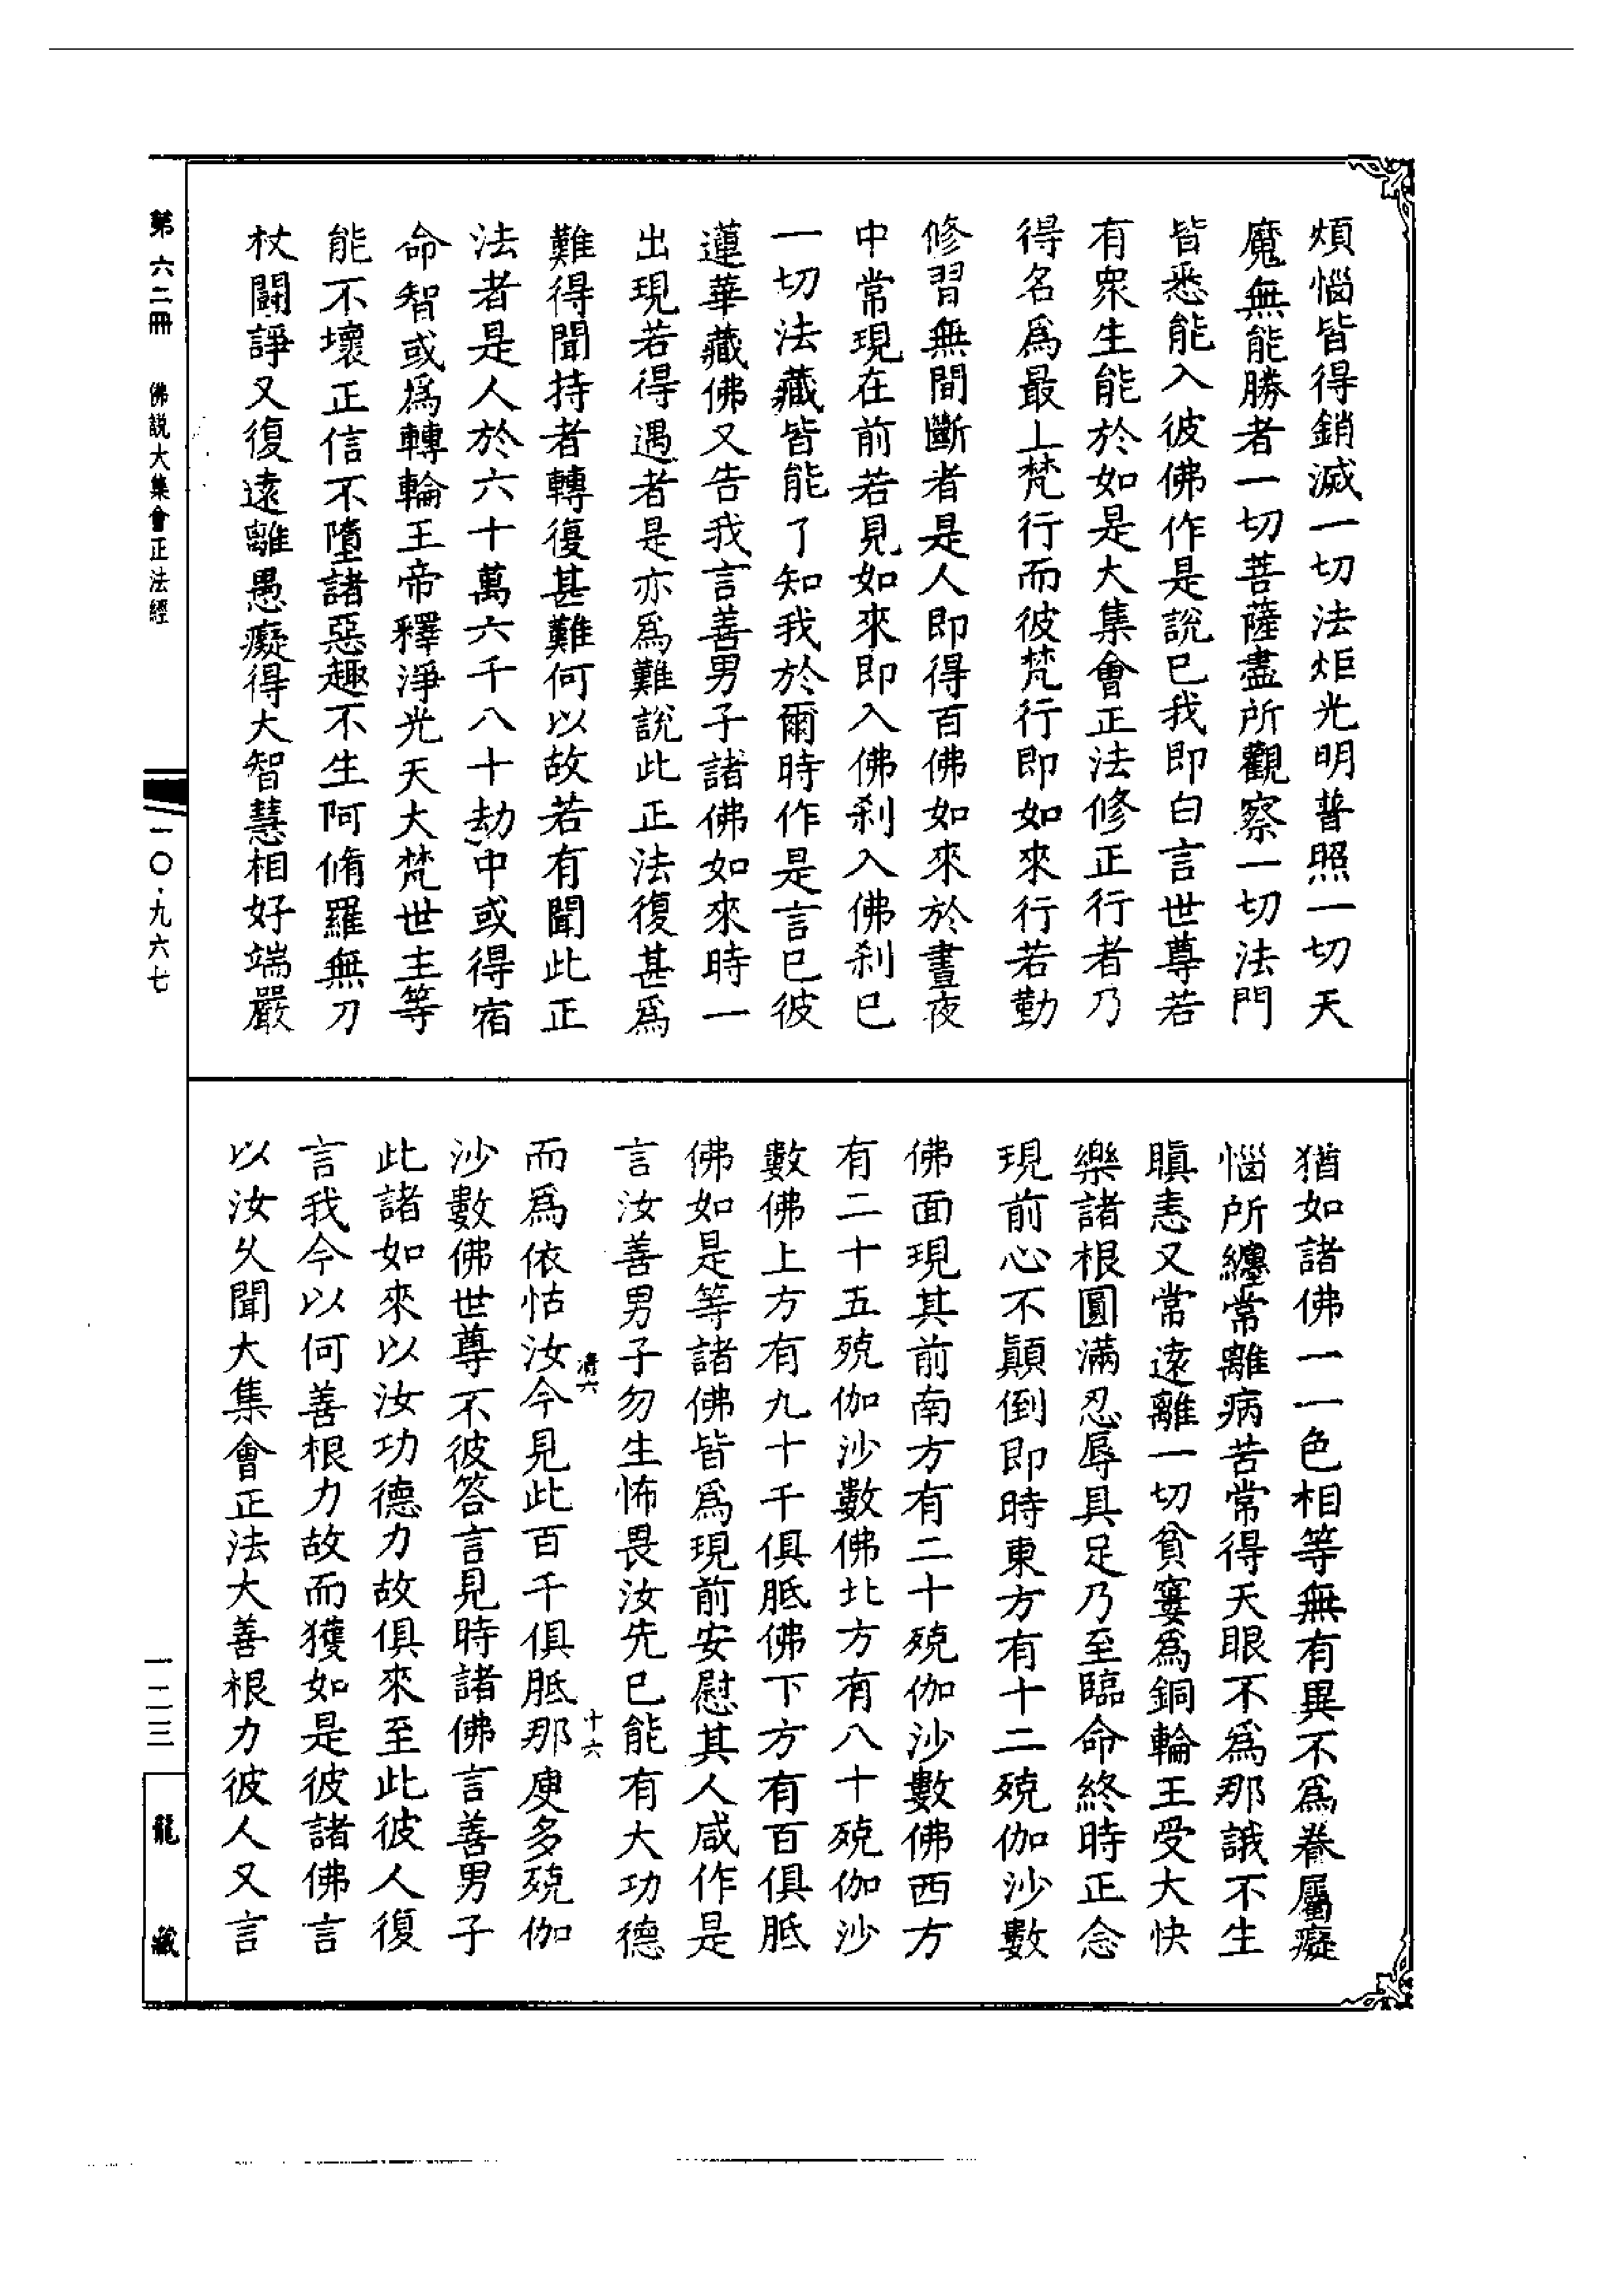 煩惱皆得銷滅一切法炬光明普照一切天
魔無能勝者一切菩薩盡所觀察一切法門
皆悉能入彼佛作是說已我即白言世尊若
有眾生能於如是大集會正法修正行者乃
得名為最上梵行而彼梵行即如來行若勤
修習無間斷者是人即得百佛如來於晝夜
中常現在前若見如來即入佛剎入佛剎已
一切法藏皆能了知我於爾時作是言已彼
蓮華藏佛又告我言善男子諸佛如來時一
出現若得遇者是亦為難說此正法復甚為
難得聞持者轉復甚難何以故若有聞此正
法者是人於六十萬六千八十劫中或得宿
命智或為轉輪王帝釋淨光天大梵世主等
能不壞正信不墮諸惡趣不生阿脩羅無刀
杖鬬諍又復遠離愚癡得大智慧相好端嚴
猶如諸佛一一色相等無有異不為眷屬癡
惱所纏常離病苦常得天眼不為那誐不生
瞋恚又常遠離一切貧窶為銅輪王受大快
樂諸根圓滿忍辱具足乃至臨命終時正念
現前心不顛倒即時東方有十二殑伽沙數
佛面現其前南方有二十殑伽沙數佛西方
有二十五殑伽沙數佛北方有八十殑伽沙
數佛上方有九十千俱胝佛下方有百俱胝
佛如是等諸佛皆為現前安慰其人咸作是
言汝善男子勿生怖畏汝先已能有大功德
而為依怙汝今見此百千俱胝那庾多殑伽
沙數佛世尊不彼答言見時諸佛言善男子
此諸如來以汝功德力故俱來至此彼人復
言我今以何善根力故而獲如是彼諸佛言
以汝久聞大集會正法大善根力彼人又言
六
十六
第六二冊 佛說大集會正法經
一〇·九六七
一二三
龍藏